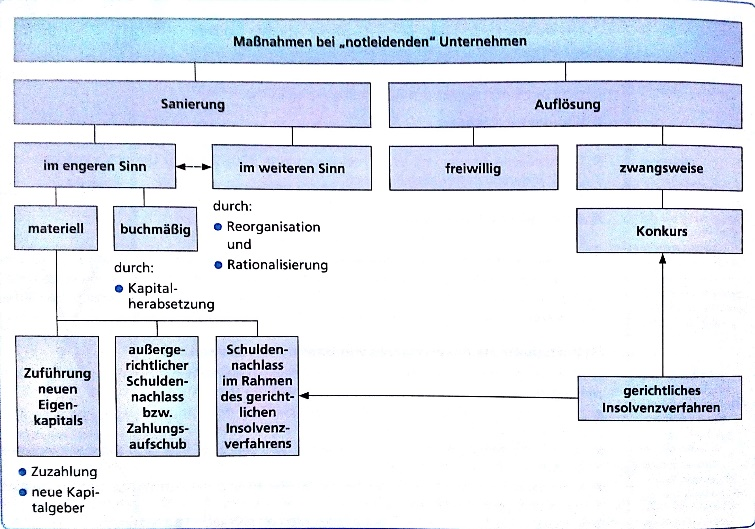 Maßnahmen bei „notleidenden“ Unternehmen
Sanierung
Auflösung
im engeren Sinn
im weiteren Sinn
freiwillig
zwangsweise
materiell
buchmäßig
durch:
Reorganisation
und
Rationalisierung
Konkurs
durch:
Kapital-
herabsetzung
Zuführung
neuen
Eigen-
kapitals
außerge-
richtlicher
Schulden-
nachlass
bzw.
Zahlungs-
aufschub
Schulden-
nachlass
im Rahmen
des gericht-
lichen
Insolvenz-
verfahrens
gerichtliches
Insolvenzverfahren
Zuzahlung
neue Kapi-
talgeber